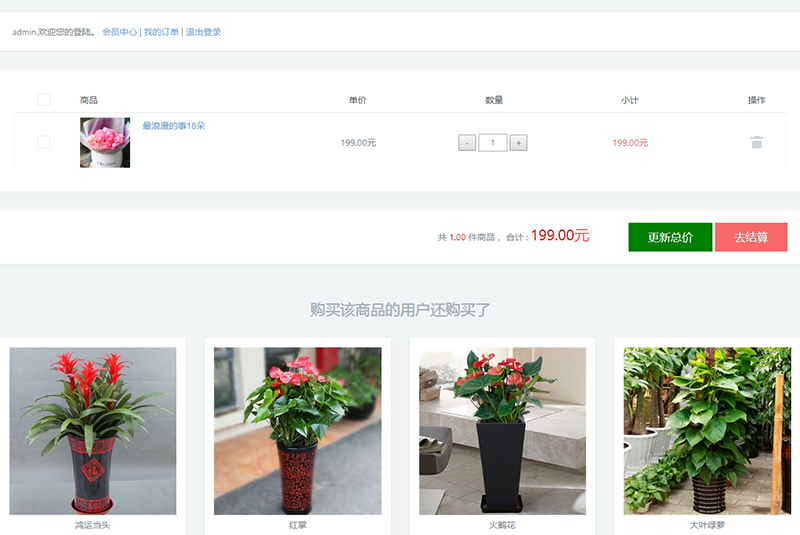 admin,欢迎您的登陆。 会员中心 | 我的订单 | 退出登录
商品 单价 数量 小计 操作
最浪漫的事18朵 199.00元 - 1 + 199.00元
共 1.00 件商品 ，合计 : 199.00元 更新总价 去结算
购买该商品的用户还购买了
福
鸿运当头 红掌 火鹤花 大叶绿萝